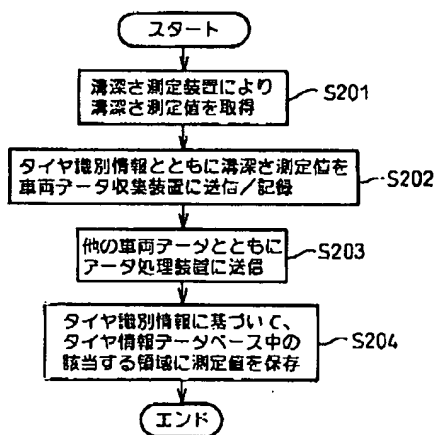 スタート
溝深さ測定装置により
溝深さ測定値を取得
S201
タイヤ識別情報とともに溝深さ測定値を
車両データ収集装置に送信/記録
S202
他の車両データとともに
データ処理装置に送信
S203
タイヤ識別情報に基づいて、
タイヤ情報データベース中の
該当する領域に測定値を保存
S204
エンド